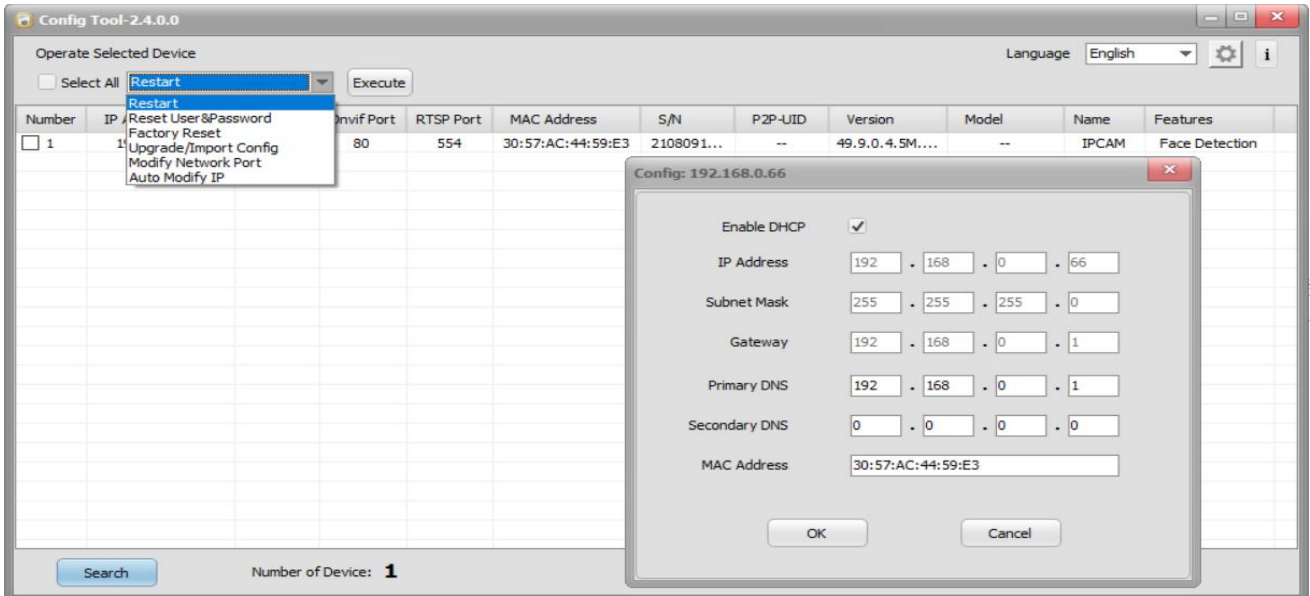 Config Tool-2.4.0.0
Operate Selected Device
Language English i
Select All Restart Execute
Restart
Reset User&Password
Factory Reset
Upgrade/Import Config
Modify Network Port
Auto Modify IP
Number IP Onvif Port RTSP Port MAC Address S/N P2P-UID Version Model Name Features
1 80 554 30:57:AC:44:59:E3 2108091... -- 49.9.0.4.5M.... -- IPCAM Face Detection
Config: 192.168.0.66
Enable DHCP
IP Address 192 . 168 . 0 . 66
Subnet Mask 255 . 255 . 255 . 0
Gateway 192 . 168 . 0 . 1
Primary DNS 192 . 168 . 0 . 1
Secondary DNS 0 . 0 . 0 . 0
MAC Address 30:57:AC:44:59:E3
OK Cancel
Search Number of Device: 1